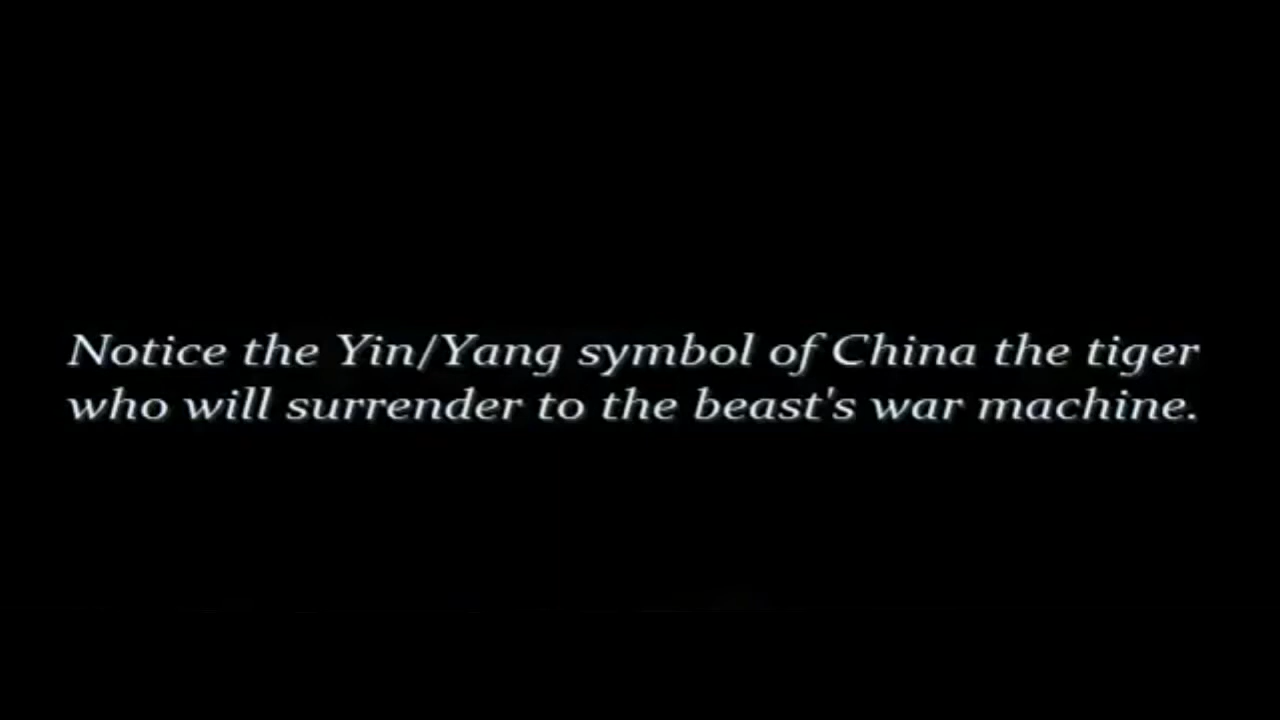 Notice the Yin/Yang symbol of China the tiger
who will surrender to the beast's war machine.